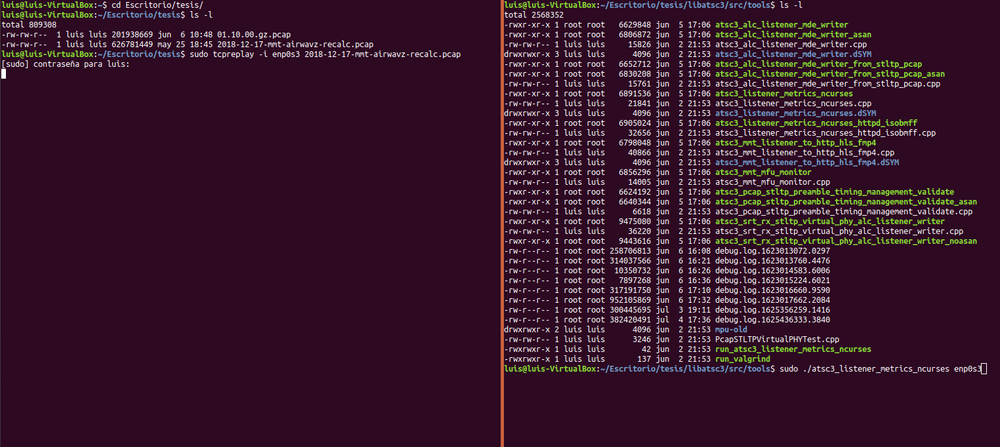 luis@luis-VirtualBox:~$ cd Escritorio/tesis/
luis@luis-VirtualBox:~/Escritorio/tesis$ ls -l
total 809308
-rw-rw-r-- 1 luis luis 201938669 jun  6 10:48 01.10.00.gz.pcap
-rw-rw-r-- 1 luis luis 626781449 may 25 18:45 2018-12-17-mmt-airwavz-recalc.pcap
luis@luis-VirtualBox:~/Escritorio/tesis$ sudo tcpreplay -i enp0s3 2018-12-17-mmt-airwavz-recalc.pcap
[sudo] contraseña para luis:
luis@luis-VirtualBox:~/Escritorio/tesis/libatsc3/src/tools$ ls -l
total 2568352
-rwxr-xr-x 1 root root   6629848 jun  5 17:06 atsc3_alc_listener_mde_writer
-rwxr-xr-x 1 root root   6806872 jun  5 17:06 atsc3_alc_listener_mde_writer_asan
-rw-rw-r-- 1 luis luis     15826 jun  2 21:53 atsc3_alc_listener_mde_writer.cpp
drwxrwxr-x 3 luis luis      4096 jun  2 21:53 atsc3_alc_listener_mde_writer.dSYM
-rwxr-xr-x 1 root root   6652712 jun  5 17:06 atsc3_alc_listener_mde_writer_from_stltp_pcap
-rwxr-xr-x 1 root root   6830208 jun  5 17:06 atsc3_alc_listener_mde_writer_from_stltp_pcap_asan
-rw-rw-r-- 1 luis luis     15761 jun  2 21:53 atsc3_alc_listener_mde_writer_from_stltp_pcap.cpp
-rwxr-xr-x 1 root root   6891536 jun  5 17:06 atsc3_listener_metrics_ncurses
-rw-rw-r-- 1 luis luis     21841 jun  2 21:53 atsc3_listener_metrics_ncurses.cpp
drwxrwxr-x 3 luis luis      4096 jun  2 21:53 atsc3_listener_metrics_ncurses.dSYM
-rwxr-xr-x 1 root root   6905024 jun  5 17:06 atsc3_listener_metrics_ncurses_httpd_isobmff
-rw-rw-r-- 1 luis luis     32656 jun  2 21:53 atsc3_listener_metrics_ncurses_httpd_isobmff.cpp
-rwxr-xr-x 1 root root   6798048 jun  5 17:06 atsc3_mmt_listener_to_http_hls_fmp4
-rw-rw-r-- 1 luis luis     40866 jun  2 21:53 atsc3_mmt_listener_to_http_hls_fmp4.cpp
drwxrwxr-x 3 luis luis      4096 jun  2 21:53 atsc3_mmt_listener_to_http_hls_fmp4.dSYM
-rwxr-xr-x 1 root root   6856296 jun  5 17:06 atsc3_mmt_mfu_monitor
-rw-rw-r-- 1 luis luis     14005 jun  2 21:53 atsc3_mmt_mfu_monitor.cpp
-rwxr-xr-x 1 root root   6624192 jun  5 17:06 atsc3_pcap_stltp_preamble_timing_management_validate
-rwxr-xr-x 1 root root   6640344 jun  5 17:06 atsc3_pcap_stltp_preamble_timing_management_validate_asan
-rw-rw-r-- 1 luis luis      6618 jun  2 21:53 atsc3_pcap_stltp_preamble_timing_management_validate.cpp
-rwxr-xr-x 1 root root   9475080 jun  5 17:06 atsc3_srt_rx_stltp_virtual_phy_alc_listener_writer
-rw-rw-r-- 1 luis luis     36220 jun  2 21:53 atsc3_srt_rx_stltp_virtual_phy_alc_listener_writer.cpp
-rwxr-xr-x 1 root root   9443616 jun  5 17:06 atsc3_srt_rx_stltp_virtual_phy_alc_listener_writer_noasan
-rw-r--r-- 1 root root 258706813 jun  6 16:08 debug.log.1623013072.0297
-rw-r--r-- 1 root root 314037566 jun  6 16:21 debug.log.1623013760.4476
-rw-r--r-- 1 root root  10350732 jun  6 16:26 debug.log.1623014583.6006
-rw-r--r-- 1 root root   7897268 jun  6 16:36 debug.log.1623015224.6021
-rw-r--r-- 1 root root 317191750 jun  6 17:10 debug.log.1623016660.9590
-rw-r--r-- 1 root root 952105869 jun  6 17:32 debug.log.1623017662.2084
-rw-r--r-- 1 root root 300445695 jul  3 19:11 debug.log.1625356259.1416
-rw-r--r-- 1 root root 382420491 jul  4 17:36 debug.log.1625436333.3840
drwxrwxr-x 2 luis luis      4096 jun  2 21:53 mpu-old
-rw-rw-r-- 1 luis luis      3246 jun  2 21:53 PcapSTLTPVirtualPHYTest.cpp
-rwxrwxr-x 1 luis luis        42 jun  2 21:53 run_atsc3_listener_metrics_ncurses
-rwxrwxr-x 1 luis luis       137 jun  2 21:53 run_valgrind
luis@luis-VirtualBox:~/Escritorio/tesis/libatsc3/src/tools$ sudo ./atsc3_listener_metrics_ncurses enp0s3